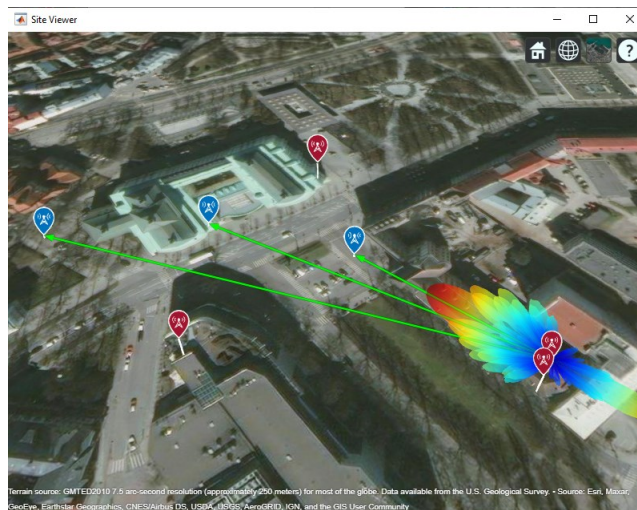 Site Viewer
?
Terrain source: GMTED2010 7.5 arc-second resolution (approximately 250 meters) for most of the globe. Data available from the U.S. Geological Survey. • Source: Esri, Maxar,
GeoEye, Earthstar Geographics, CNES/Airbus DS, USDA, USGS, AeroGRID, IGN, and the GIS User Community